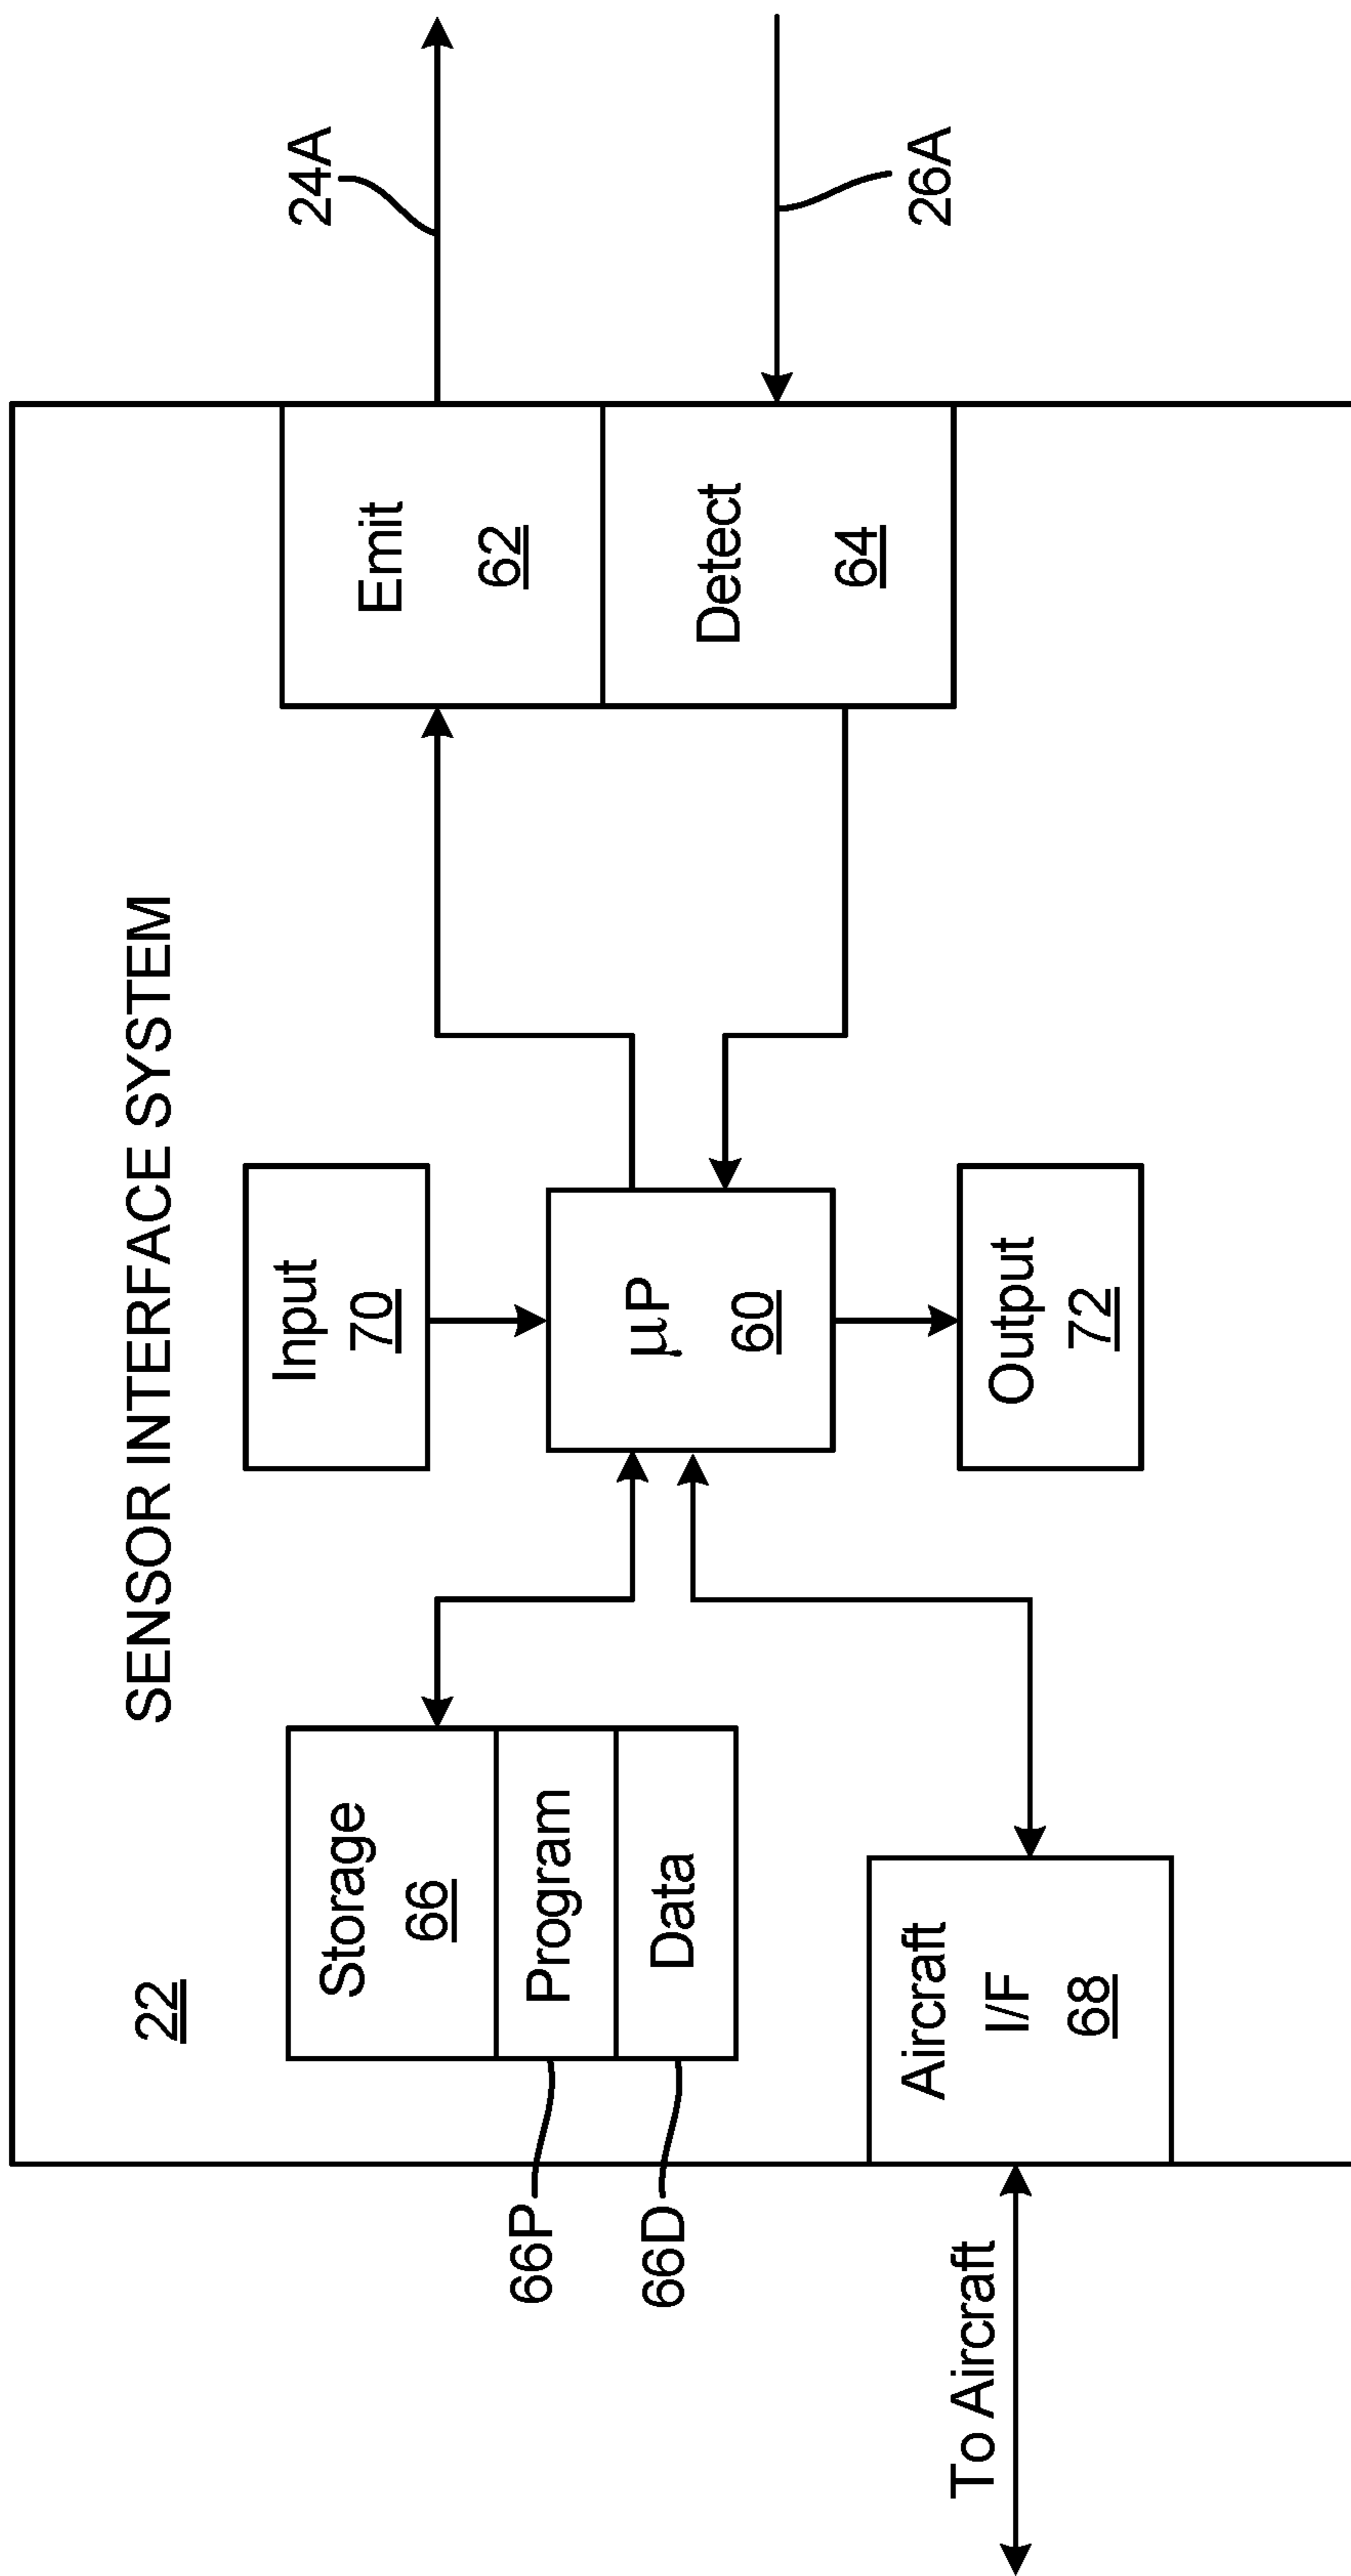 SENSOR INTERFACE SYSTEM
22
Storage
66
Program
Data
66P
66D
Aircraft
I/F
68
To Aircraft
Input
70
µP
60
Output
72
Emit
62
Detect
64
24A
26A